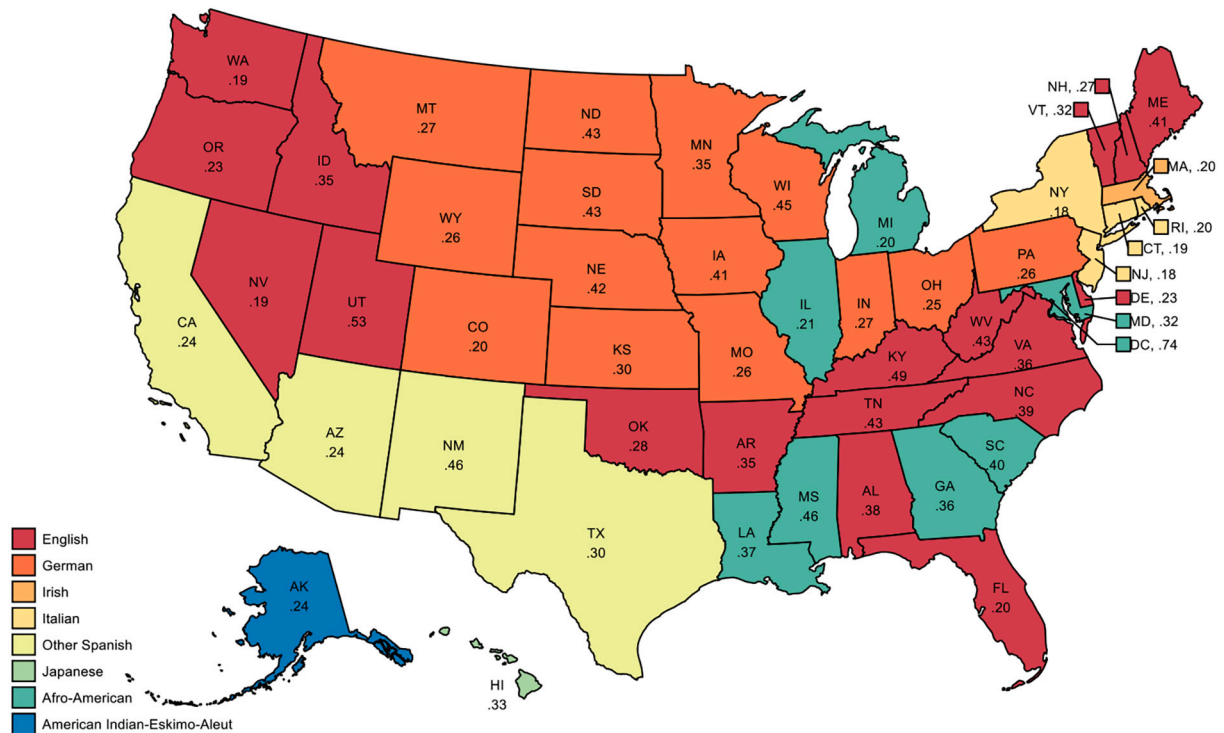 WA
.19
OR
.23
ID
.35
MT
.27
ND
.43
MN
.35
SD
.43
WI
.45
WY
.26
NE
.42
IA
.41
MI
.20
NV
.19
UT
.53
CO
.20
KS
.30
MO
.26
IL
.21
IN
.27
OH
.25
PA
.26
NY
.18
NH, .27
VT, .32
ME
.41
MA, .20
RI, .20
CT, .19
NJ, .18
DE, .23
MD, .32
DC, .74
WV
.43
VA
.36
KY
.49
CA
.24
AZ
.24
NM
.46
OK
.28
AR
.35
TN
.43
NC
.39
SC
.40
TX
.30
LA
.37
MS
.46
AL
.38
GA
.36
FL
.20
AK
.24
HI
.33
English
German
Irish
Italian
Other Spanish
Japanese
Afro-American
American Indian-Eskimo-Aleut